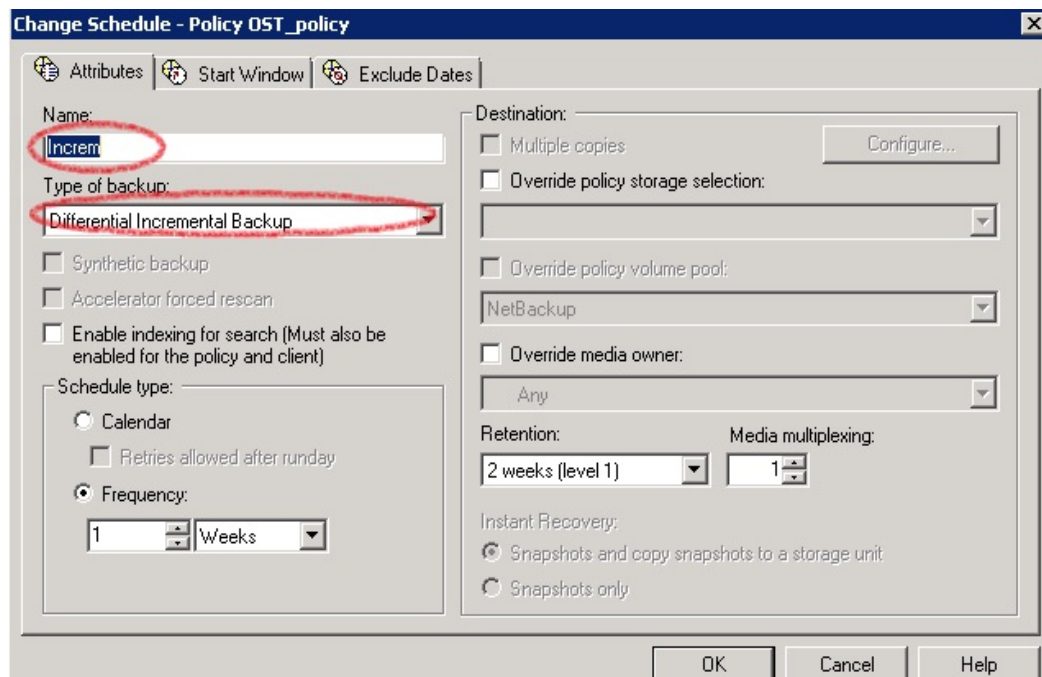 Change Schedule - Policy OST_policy
Attributes
Start Window
Exclude Dates
Name:
Increm
Type of backup:
Differential Incremental Backup
Synthetic backup
Accelerator forced rescan
Enable indexing for search (Must also be
enabled for the policy and client)
Schedule type:
Calendar
Retries allowed after runday
Frequency:
1
Weeks
Destination:
Multiple copies
Configure...
Override policy storage selection:
Override policy volume pool:
NetBackup
Override media owner:
Any
Retention:
Media multiplexing:
2 weeks (level 1)
1
Instant Recovery:
Snapshots and copy snapshots to a storage unit
Snapshots only
OK
Cancel
Help